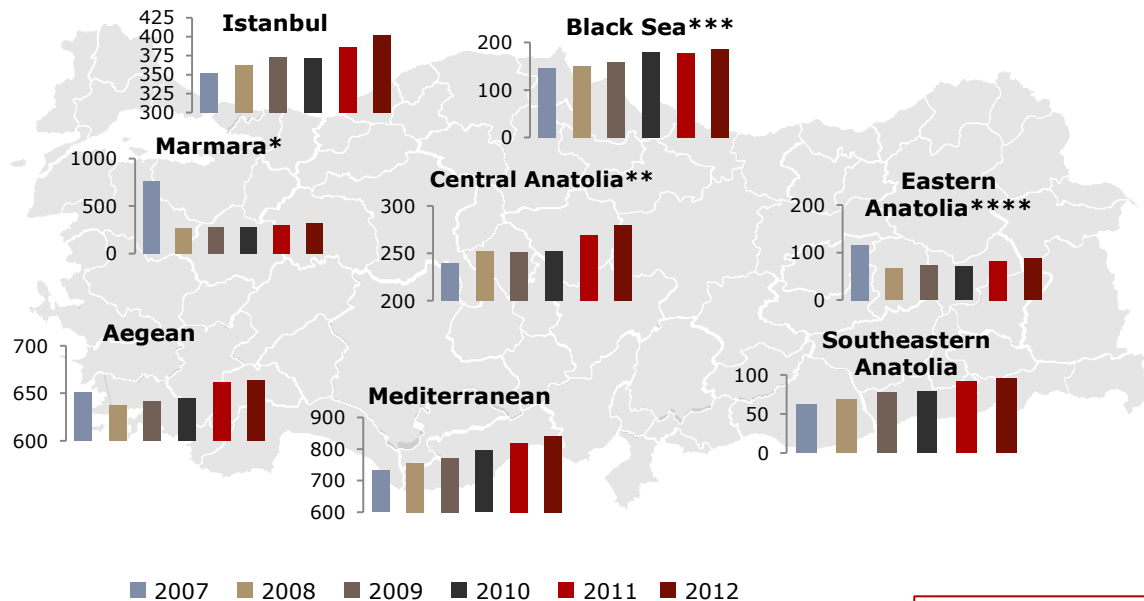 Istanbul
425
400
375
350
325
300
Black Sea***
200
100
0
Marmara*
1000
500
0
Central Anatolia**
300
250
200
Eastern
Anatolia****
200
100
0
Aegean
700
650
600
Mediterranean
900
800
700
600
Southeastern
Anatolia
100
50
0
2007 2008 2009 2010 2011 2012